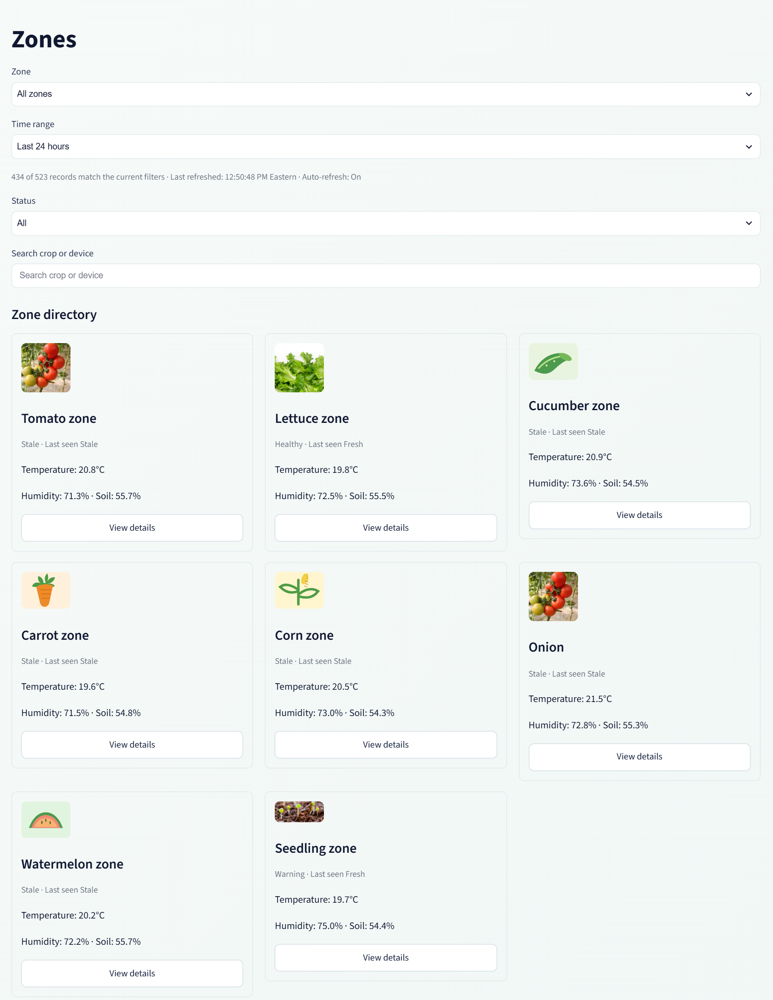 Zones
Zone
All zones
Time range
Last 24 hours
434 of 523 records match the current filters · Last refreshed: 12:50:48 PM Eastern · Auto-refresh: On
Status
All
Search crop or device
Search crop or device
Zone directory
Tomato zone
Stale · Last seen Stale
Temperature: 20.8°C
Humidity: 71.3% · Soil: 55.7%
View details
Lettuce zone
Healthy · Last seen Fresh
Temperature: 19.8°C
Humidity: 72.5% · Soil: 55.5%
View details
Cucumber zone
Stale · Last seen Stale
Temperature: 20.9°C
Humidity: 73.6% · Soil: 54.5%
View details
Carrot zone
Stale · Last seen Stale
Temperature: 19.6°C
Humidity: 71.5% · Soil: 54.8%
View details
Corn zone
Stale · Last seen Stale
Temperature: 20.5°C
Humidity: 73.0% · Soil: 54.3%
View details
Onion
Stale · Last seen Stale
Temperature: 21.5°C
Humidity: 72.8% · Soil: 55.3%
View details
Watermelon zone
Stale · Last seen Stale
Temperature: 20.2°C
Humidity: 72.2% · Soil: 55.7%
View details
Seedling zone
Warning · Last seen Fresh
Temperature: 19.7°C
Humidity: 75.0% · Soil: 54.4%
View details